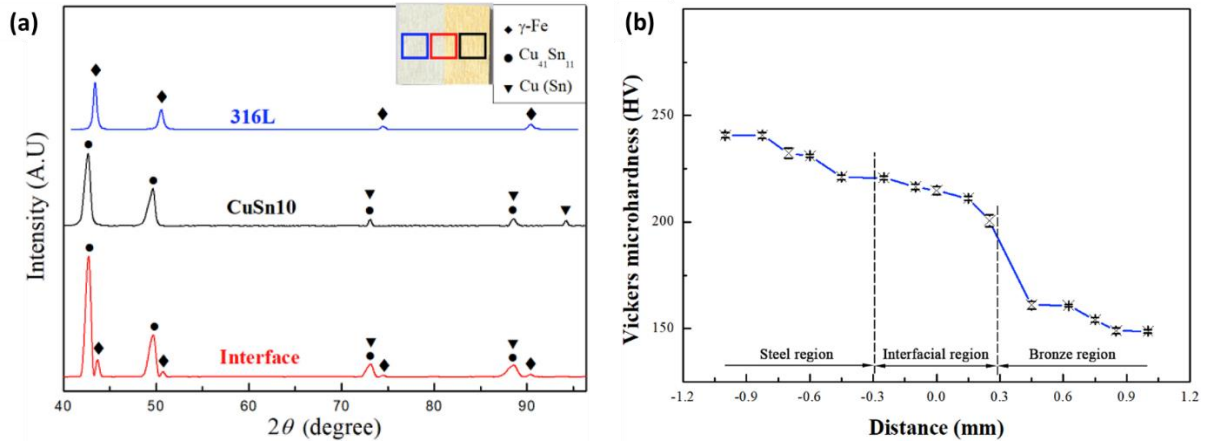 (a)
γ-Fe
Cu41Sn11
Cu (Sn)
316L
CuSn10
Interface
Intensity (A.U)
40 50 60 70 80 90
2θ (degree)
(b)
Vickers microhardness (HV)
250
200
150
Steel region Interfacial region Bronze region
-1.2 -0.9 -0.6 -0.3 0.0 0.3 0.6 0.9 1.2
Distance (mm)